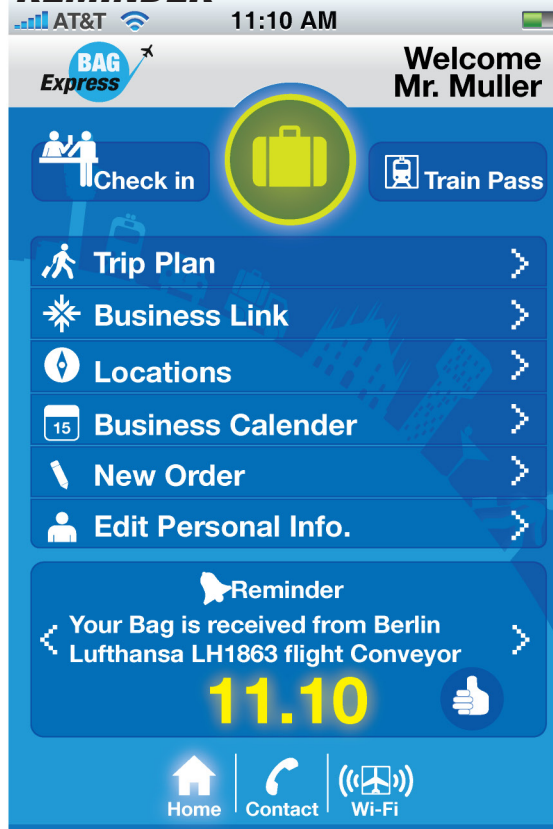 REMINDER
AT&T 11:10 AM
BAG
Express
Welcome
Mr. Muller
Check in
Train Pass
Trip Plan
Business Link
Locations
15 Business Calender
New Order
Edit Personal Info.
Reminder
Your Bag is received from Berlin
Lufthansa LH1863 flight Conveyor
11.10
Home Contact Wi-Fi